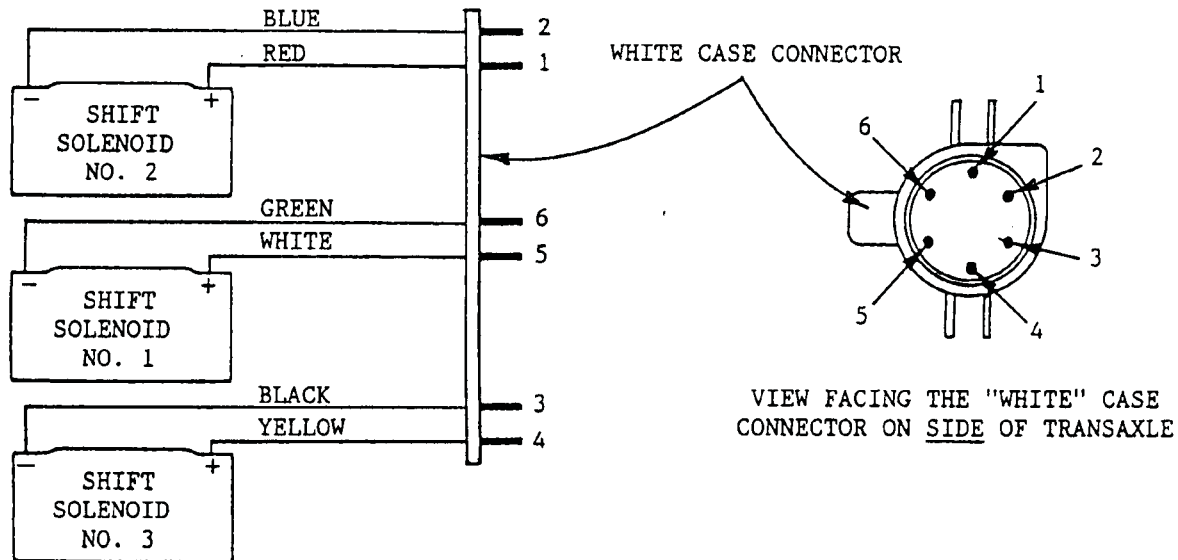 BLUE
2
RED
1
- +
SHIFT
SOLENOID
NO. 2
GREEN
6
WHITE
5
- +
SHIFT
SOLENOID
NO. 1
BLACK
3
YELLOW
4
- +
SHIFT
SOLENOID
NO. 3
WHITE CASE CONNECTOR
1
6
2
3
5
4
VIEW FACING THE "WHITE" CASE
CONNECTOR ON SIDE OF TRANSAXLE